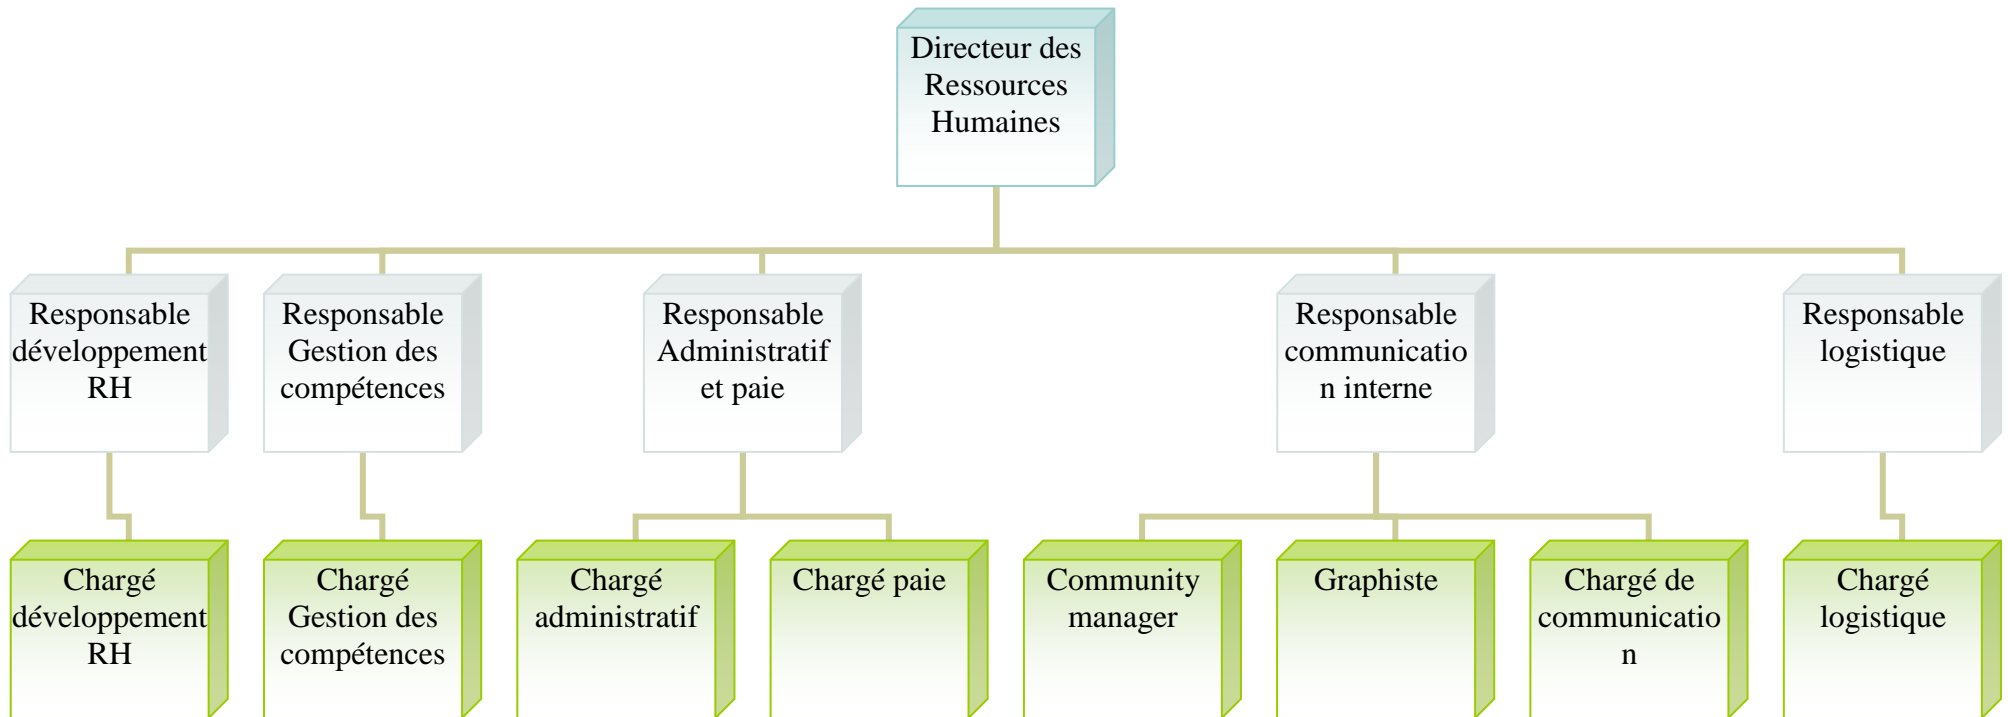 Directeur des
Ressources
Humaines
Responsable
développement
RH
Responsable
Gestion des
compétences
Responsable
Administratif
et paie
Responsable
communicatio
n interne
Responsable
logistique
Chargé
développement
RH
Chargé
Gestion des
compétences
Chargé
administratif
Chargé paie
Community
manager
Graphiste
Chargé de
communicatio
n
Chargé
logistique